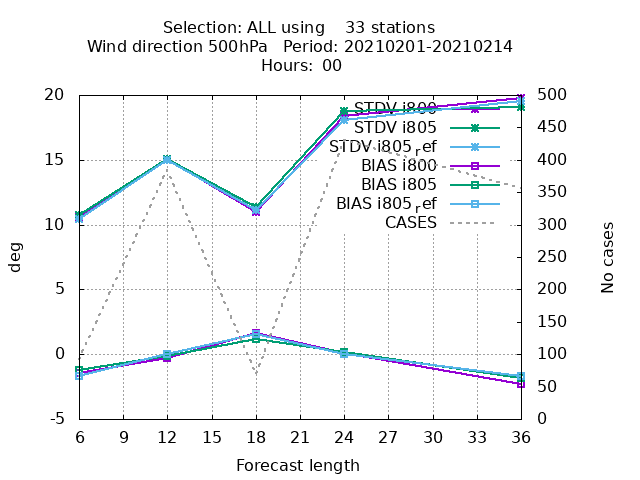 Selection: ALL using    33 stations
Wind direction 500hPa   Period: 20210201-20210214
Hours: 00
20 500
STDV i800
450
STDV i805
STDV i805ref
15 400
BIAS i800
350
BIAS i805
BIAS i805ref
CASES
10 300
deg
No cases
250
5 200
150
0 100
50
-5 0
6 9 12 15 18 21 24 27 30 33 36
Forecast length